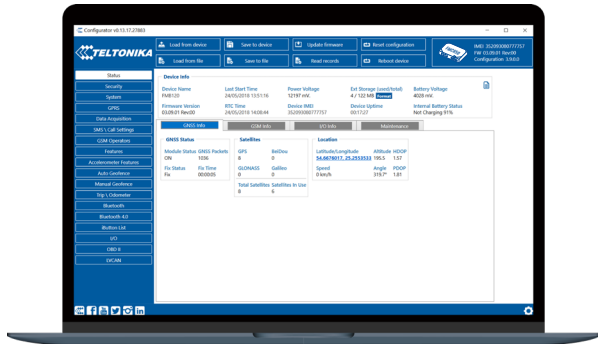 Configurator v0.13.17.27883
TELTONIKA
Load from device
Save to device
Update firmware
Reset configuration
Load from file
Save to file
Read records
Reboot device
FMB120
IMEI 352093080777757
FW 03.09.01 Rev:00
Configuration 1.9.0.0
Status
Security
System
GPRS
Data Acquisition
SMS \ Call Settings
GSM Operators
Features
Accelerometer Features
Auto Geofence
Manual Geofence
Trip \ Odometer
Bluetooth
Bluetooth 4.0
iButton List
I/O
OBD II
LVCAN
Device Info
Device Name
Last Start Time
Power Voltage
Ext Storage (used/total)
Battery Voltage
FMB120
24/05/2018 13:51:16
12197 mV.
4 / 122 MB Format
4028 mV.
Firmware Version
RTC Time
Device IMEI
Device Uptime
Internal Battery Status
03.09.01 Rev:00
24/05/2018 14:08:44
352093080777757
00:17:27
Not Charging 91%
GNSS Info
GSM Info
I/O Info
Maintenance
GNSS Status
Module Status GNSS Packets
ON 1036
Fix Status Fix Time
Fix 00:00:05
Satellites
GPS BeiDou
8 0
GLONASS Galileo
0 0
Total Satellites Satellites in Use
8 6
Location
Latitude/Longitude Altitude HDOP
54.6678017, 25.2553533 195.5 1.57
Speed Angle PDOP
0 km/h 319.7° 1.81